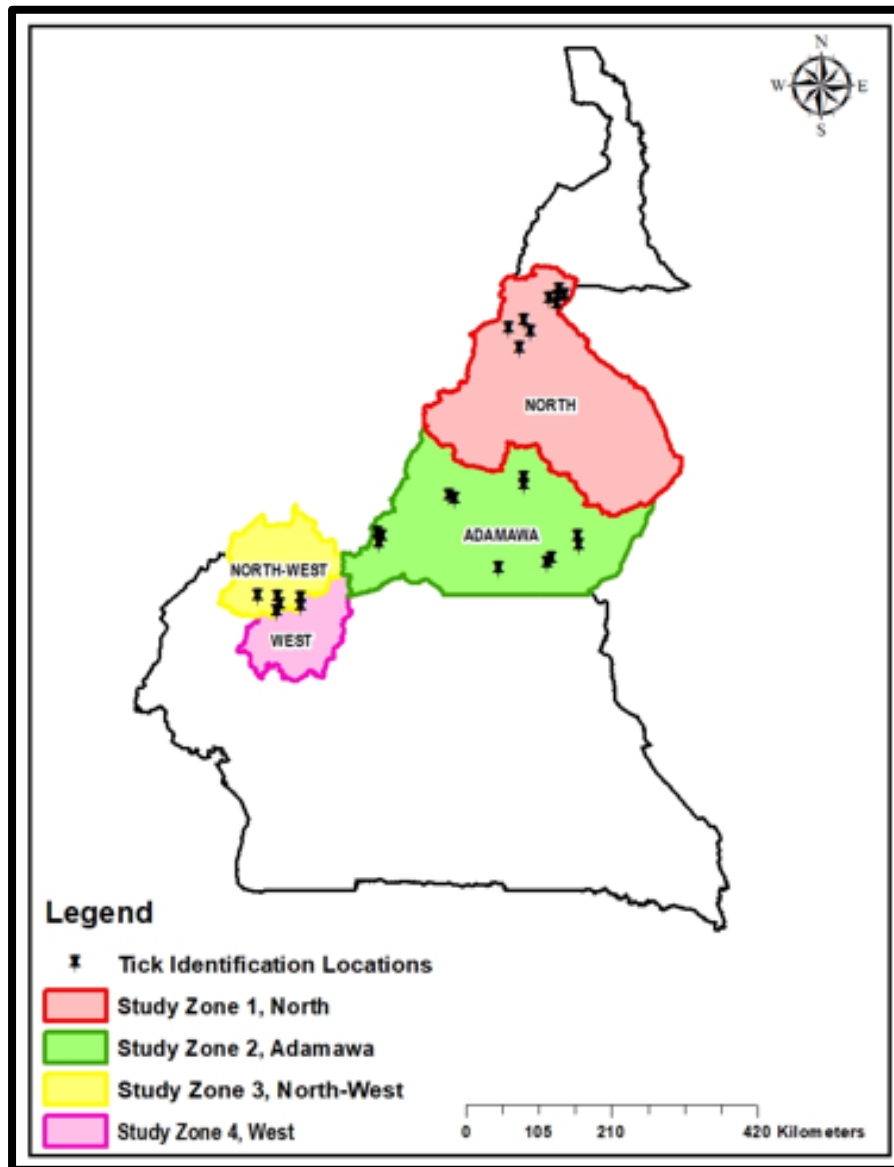 N
W E
S
NORTH
ADAMAWA
NORTH-WEST
WEST
Legend
Tick Identification Locations
Study Zone 1, North
Study Zone 2, Adamawa
Study Zone 3, North-West
Study Zone 4, West
0 105 210 420 Kilometers